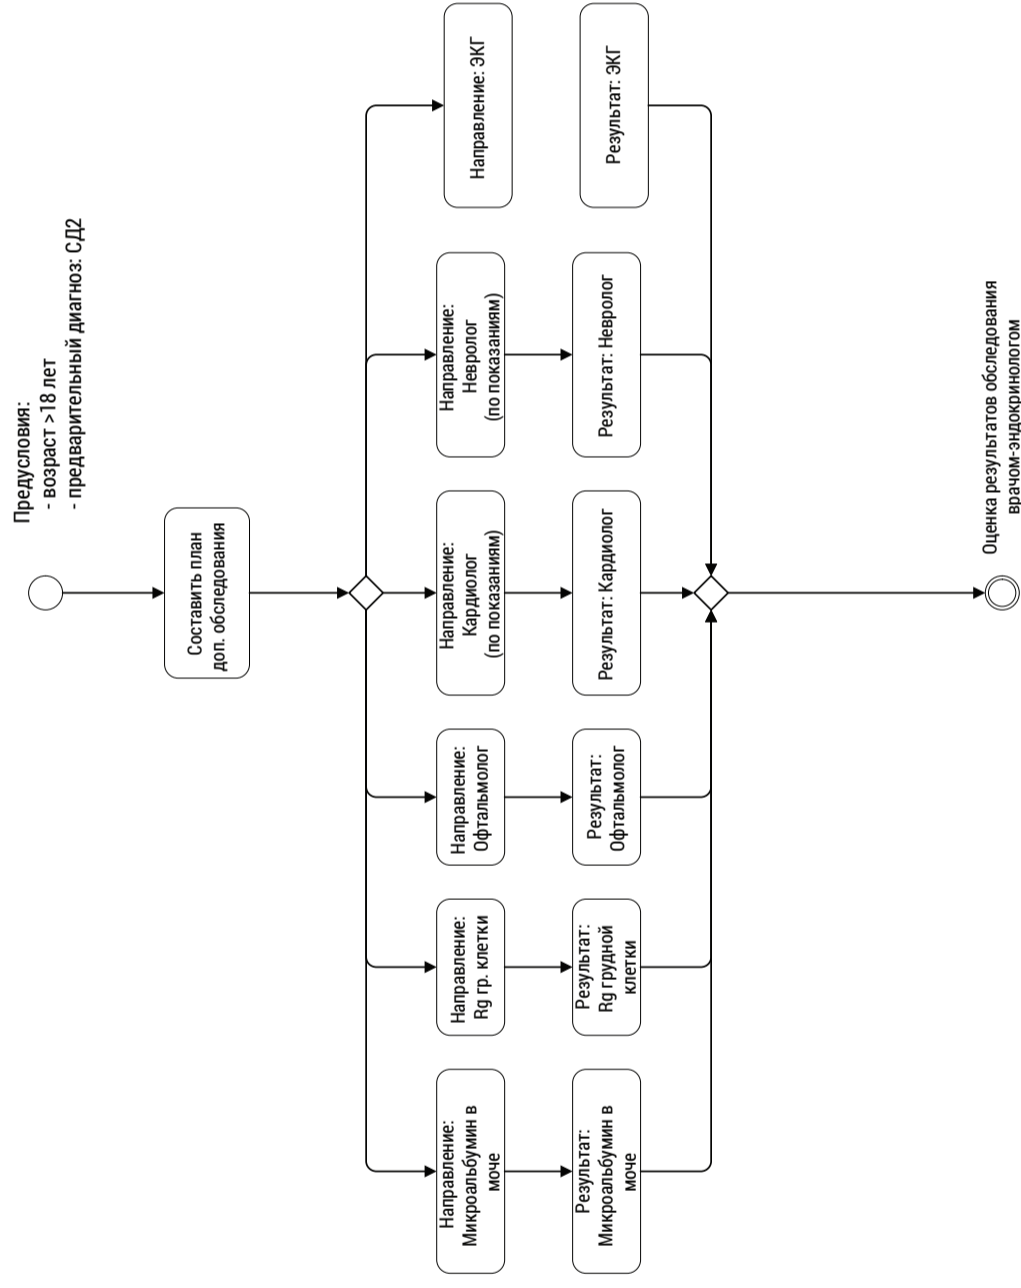 Предусловия:
- возраст >18 лет
- предварительный диагноз: СД2
Составить план
доп. обследования
Направление:
Микроальбумин в
моче
Результат:
Микроальбумин в
моче
Направление:
Rg гр. клетки
Результат:
Rg грудной
клетки
Направление:
Офтальмолог
Результат:
Офтальмолог
Направление:
Кардиолог
(по показаниям)
Результат: Кардиолог
Направление:
Невролог
(по показаниям)
Результат: Невролог
Направление: ЭКГ
Результат: ЭКГ
Оценка результатов обследования
врачом-эндокринологом